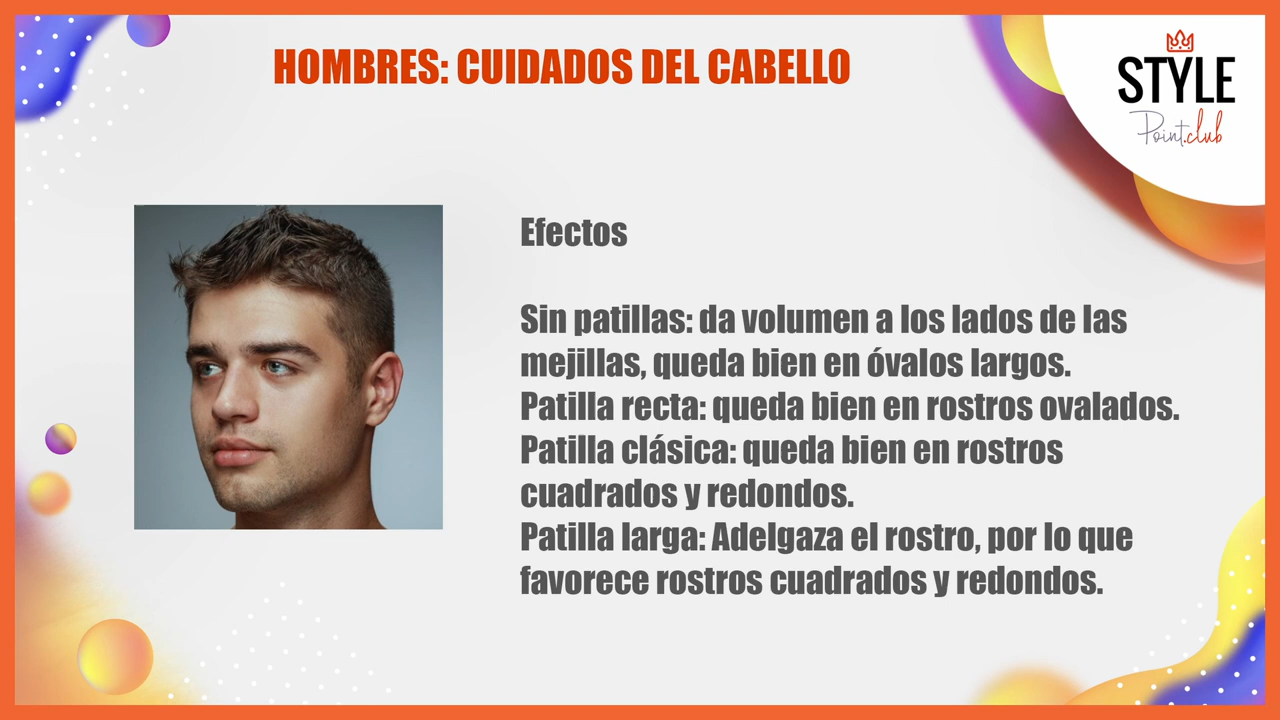 HOMBRES: CUIDADOS DEL CABELLO
STYLE
Point.club
Efectos
Sin patillas: da volumen a los lados de las
mejillas, queda bien en óvalos largos.
Patilla recta: queda bien en rostros ovalados.
Patilla clásica: queda bien en rostros
cuadrados y redondos.
Patilla larga: Adelgaza el rostro, por lo que
favorece rostros cuadrados y redondos.